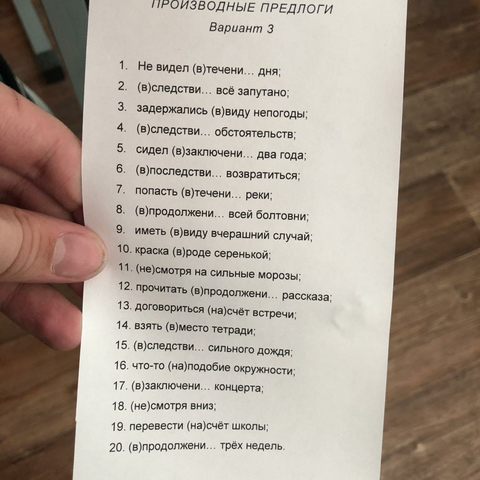 ПРОИЗВОДНЫЕ ПРЕДЛОГИ
Вариант 3
1. Не видел (в)течени... дня;
2. (в)следстви... всё запутано;
3. задержались (в)виду непогоды;
4. (в)следстви... обстоятельств;
5. сидел (в)заключени... два года;
6. (в)последстви... возвратиться;
7. попасть (в)течени... реки;
8. (в)продолжени... всей болтовни;
9. иметь (в)виду вчерашний случай;
10. краска (в)роде серенькой;
11. (не)смотря на сильные морозы;
12. прочитать (в)продолжени... рассказа;
13. договориться (на)счёт встречи;
14. взять (в)место тетради;
15. (в)следстви... сильного дождя;
16. что-то (на)подобие окружности;
17. (в)заключени... концерта;
18. (не)смотря вниз;
19. перевести (на)счёт школы;
20. (в)продолжени... трёх недель.